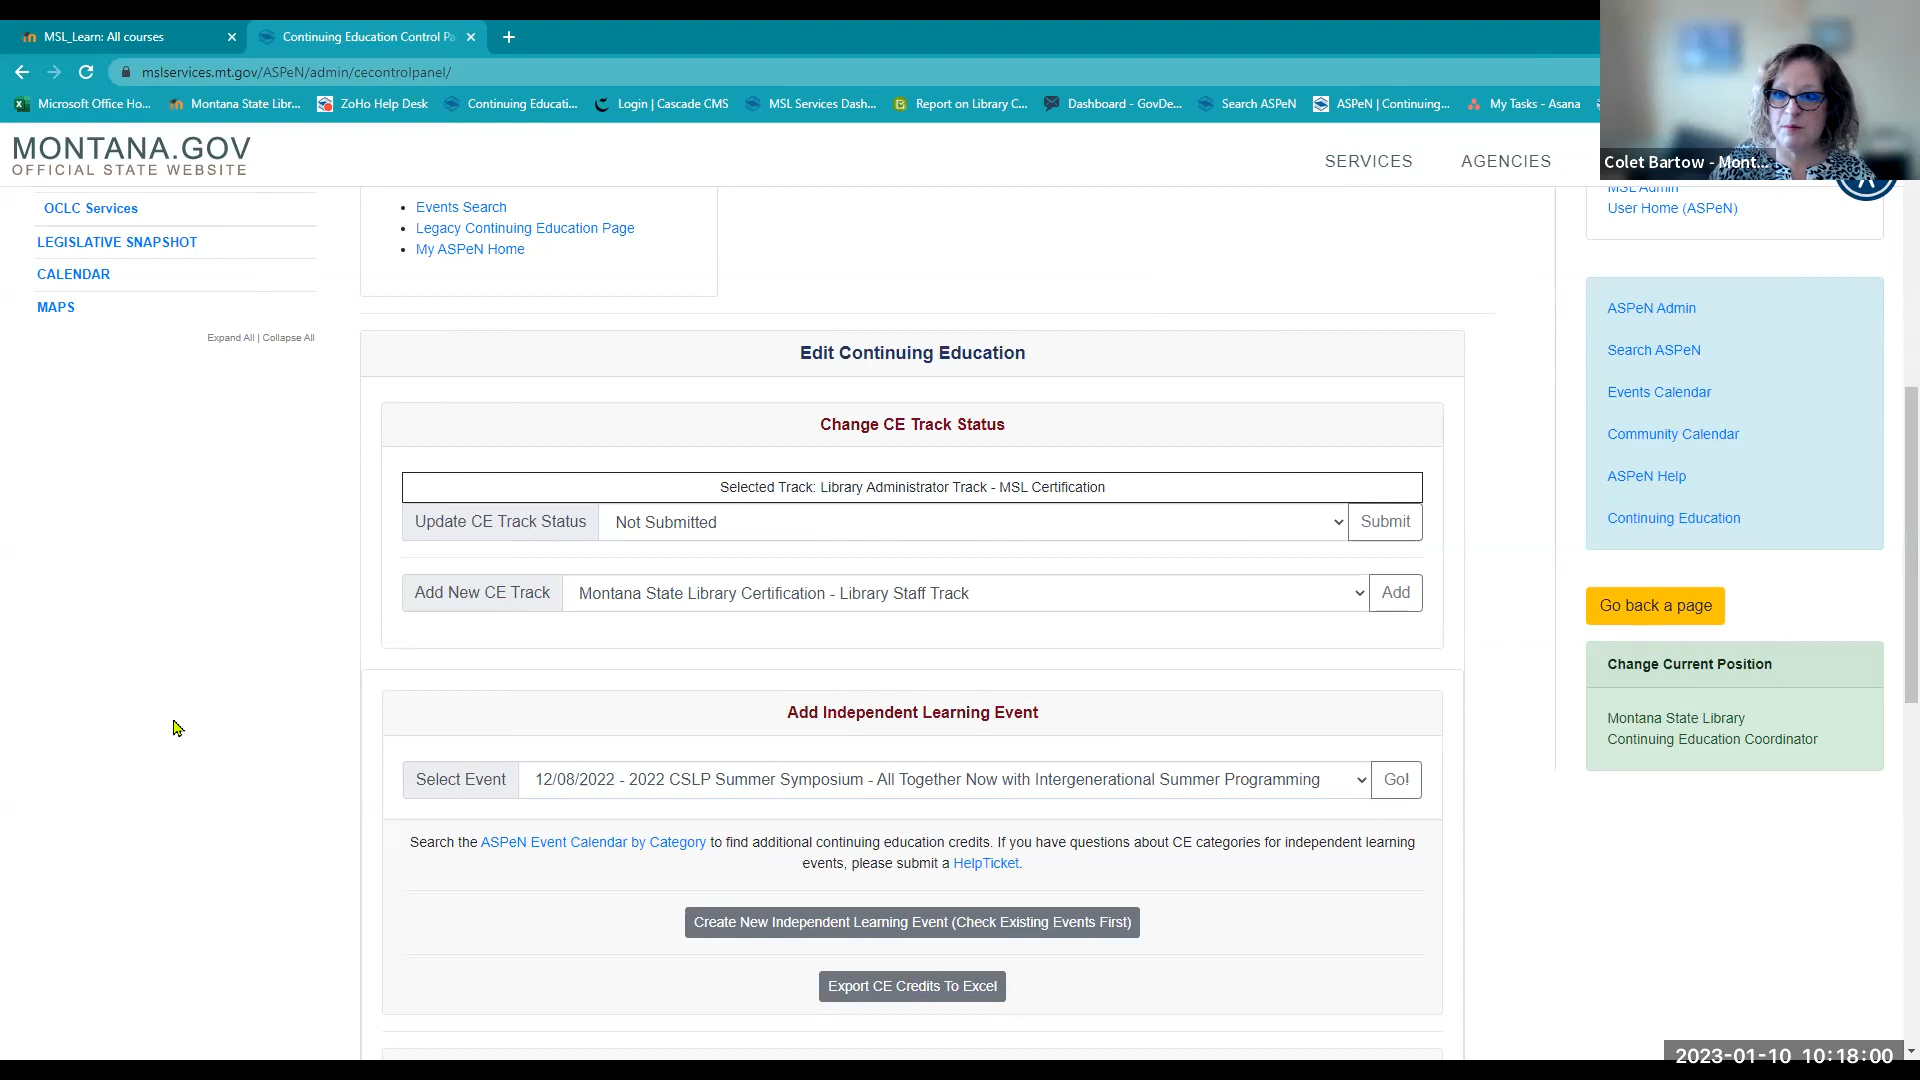 MSL_Learn: All courses
Continuing Education Control Pa
mslservices.mt.gov/ASPeN/admin/cecontrolpanel/
Microsoft Office Ho...
Montana State Libr...
ZoHo Help Desk
Continuing Educati...
Login | Cascade CMS
MSL Services Dash...
Report on Library C...
Dashboard - GovDe...
Search ASPeN
ASPeN | Continuing...
My Tasks - Asana
Colet Bartow - Mont...
MONTANA.GOV
OFFICIAL STATE WEBSITE
SERVICES
AGENCIES
OCLC Services
LEGISLATIVE SNAPSHOT
CALENDAR
MAPS
Expand All | Collapse All
Events Search
Legacy Continuing Education Page
My ASPeN Home
Edit Continuing Education
Change CE Track Status
Selected Track: Library Administrator Track - MSL Certification
Update CE Track Status
Not Submitted
Submit
Add New CE Track
Montana State Library Certification - Library Staff Track
Add
Add Independent Learning Event
Select Event
12/08/2022 - 2022 CSLP Summer Symposium - All Together Now with Intergenerational Summer Programming
Go!
Search the ASPeN Event Calendar by Category to find additional continuing education credits. If you have questions about CE categories for independent learning
events, please submit a HelpTicket.
Create New Independent Learning Event (Check Existing Events First)
Export CE Credits To Excel
MSL Admin
User Home (ASPeN)
ASPeN Admin
Search ASPeN
Events Calendar
Community Calendar
ASPeN Help
Continuing Education
Go back a page
Change Current Position
Montana State Library
Continuing Education Coordinator
2023-01-10 10:18:00